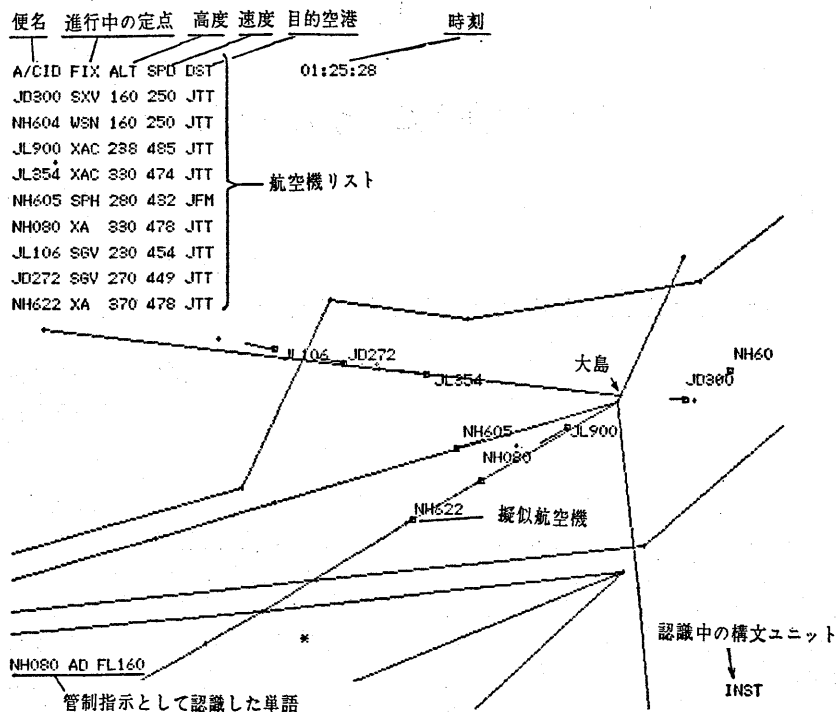 便名 進行中の定点 高度 速度 目的空港 時刻
A/CID FIX ALT SPD DST 01:25:28
JD300 SXV 160 250 JTT
NH604 WSN 160 250 JTT
JL900 XAC 238 485 JTT
JL354 XAC 330 474 JTT
NH605 SPH 280 432 JFM
NH080 XA 330 478 JTT
JL106 SGV 230 454 JTT
JD272 SGV 270 449 JTT
NH622 XA 370 478 JTT
航空機リスト
JL106 JD272
JL354
大島
NH60
JD300
NH605
JL900
NH080
NH622
擬似航空機
認識中の構文ユニット
INST
NH080 AD FL160
管制指示として認識した単語